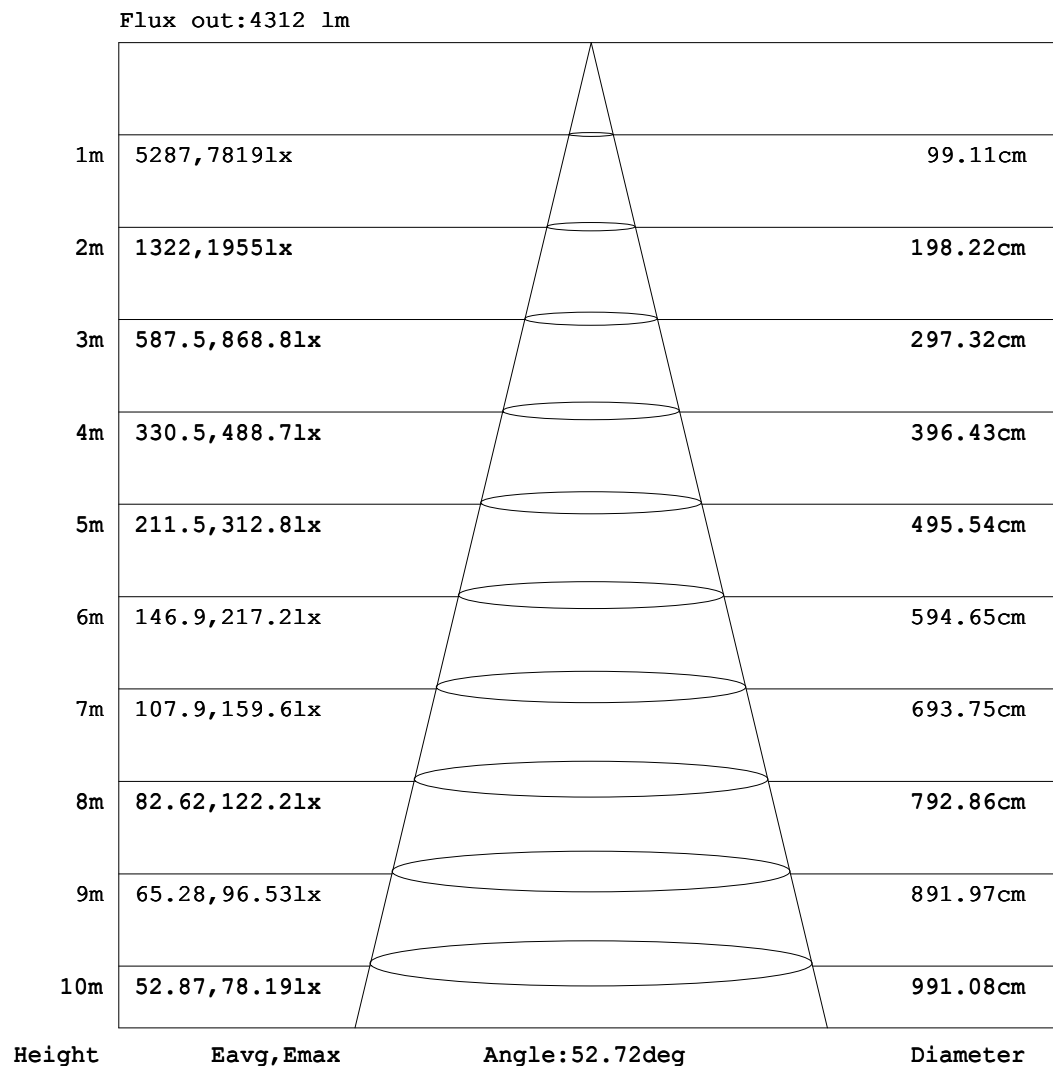 Flux out:4312 lm
1m 5287,7819lx 99.11cm
2m 1322,1955lx 198.22cm
3m 587.5,868.8lx 297.32cm
4m 330.5,488.7lx 396.43cm
5m 211.5,312.8lx 495.54cm
6m 146.9,217.2lx 594.65cm
7m 107.9,159.6lx 693.75cm
8m 82.62,122.2lx 792.86cm
9m 65.28,96.53lx 891.97cm
10m 52.87,78.19lx 991.08cm
Height Eavg,Emax Angle:52.72deg Diameter